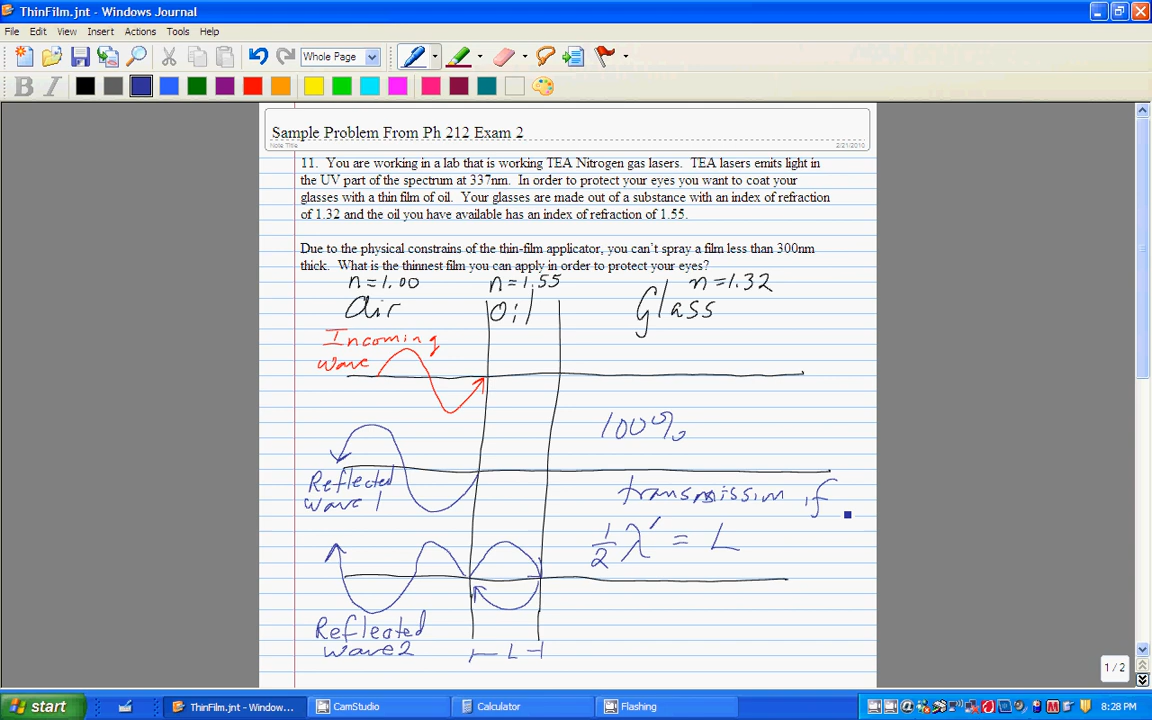 ThinFilm.jnt - Windows Journal
File Edit View Insert Actions Tools Help
Whole Page
B I
Sample Problem From Ph 212 Exam 2
Note Title
2/21/2010
11. You are working in a lab that is working TEA Nitrogen gas lasers. TEA lasers emits light in
the UV part of the spectrum at 337nm. In order to protect your eyes you want to coat your
glasses with a thin film of oil. Your glasses are made out of a substance with an index of refraction
of 1.32 and the oil you have available has an index of refraction of 1.55.
Due to the physical constrains of the thin-film applicator, you can't spray a film less than 300nm
thick. What is the thinnest film you can apply in order to protect your eyes?
n=1.00 n=1.55 n=1.32
air Oil Glass
Incoming
wave
100%
Reflected
wave 1
transmission if
1/2 λ' = L
Reflected
wave 2
L
1 / 2
start ThinFilm.jnt - Window... CamStudio Calculator Flashing 8:28 PM